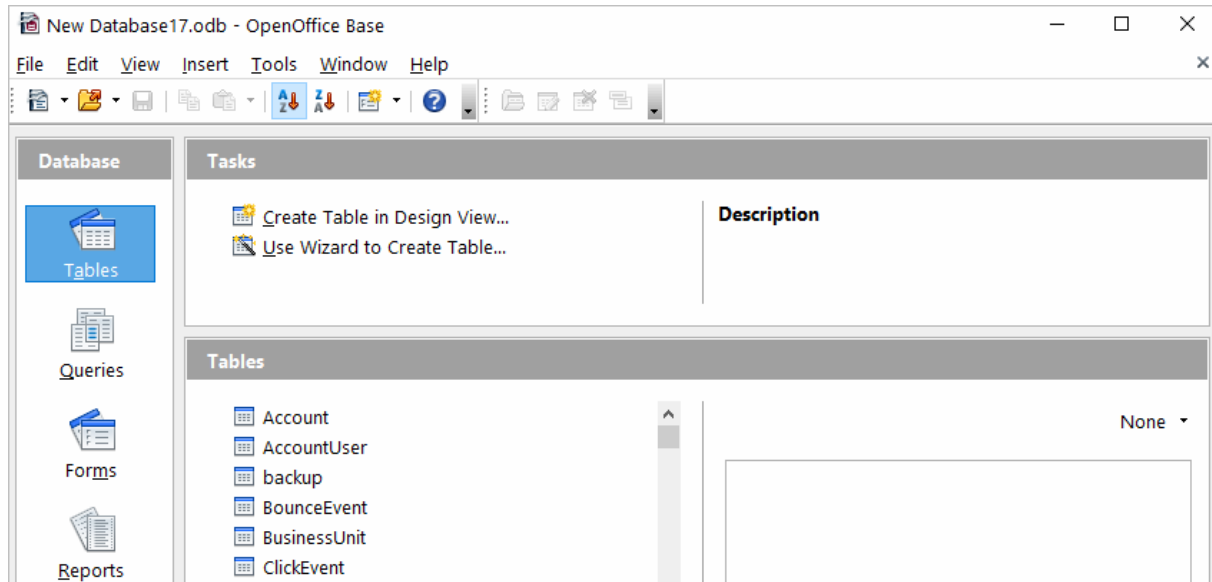 New Database17.odb - OpenOffice Base
File Edit View Insert Tools Window Help
Database
Tables
Queries
Forms
Reports
Tasks
Create Table in Design View...
Use Wizard to Create Table...
Description
Tables
Account
AccountUser
backup
BounceEvent
BusinessUnit
ClickEvent
None